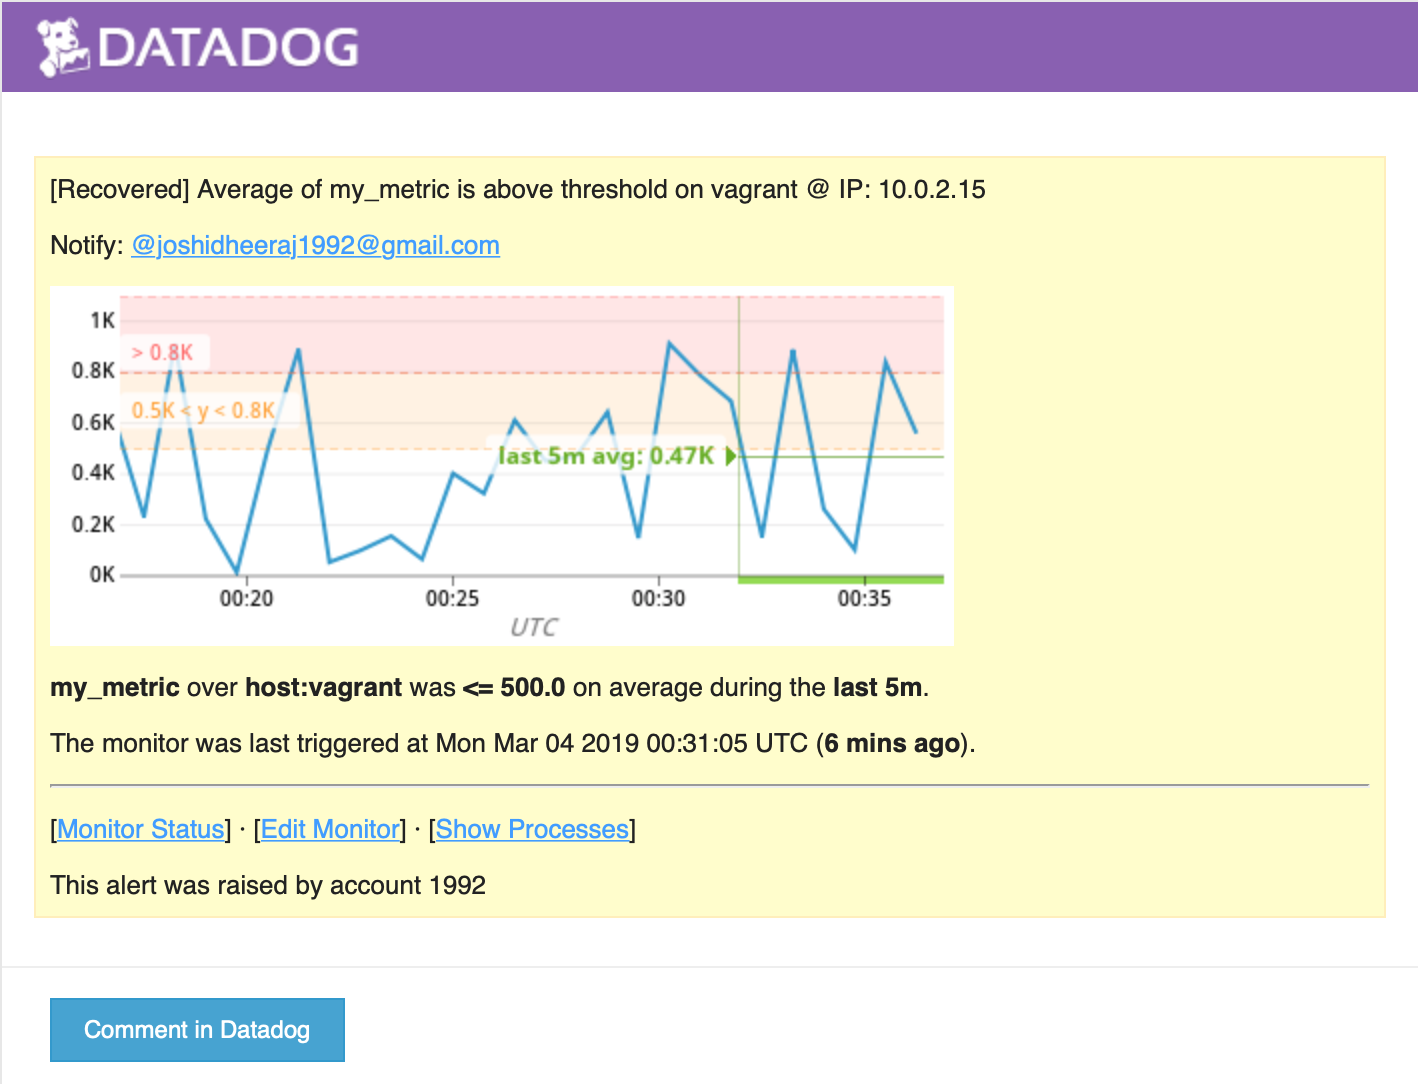 DATADOG
[Recovered] Average of my_metric is above threshold on vagrant @ IP: 10.0.2.15
Notify: @joshidheeraj1992@gmail.com
1K
> 0.8K
0.8K
0.5K < y < 0.8K
0.6K
last 5m avg: 0.47K
0.4K
0.2K
0K
00:20 00:25 00:30 00:35
UTC
my_metric over host:vagrant was <= 500.0 on average during the last 5m.
The monitor was last triggered at Mon Mar 04 2019 00:31:05 UTC (6 mins ago).
[Monitor Status] · [Edit Monitor] · [Show Processes]
This alert was raised by account 1992
Comment in Datadog